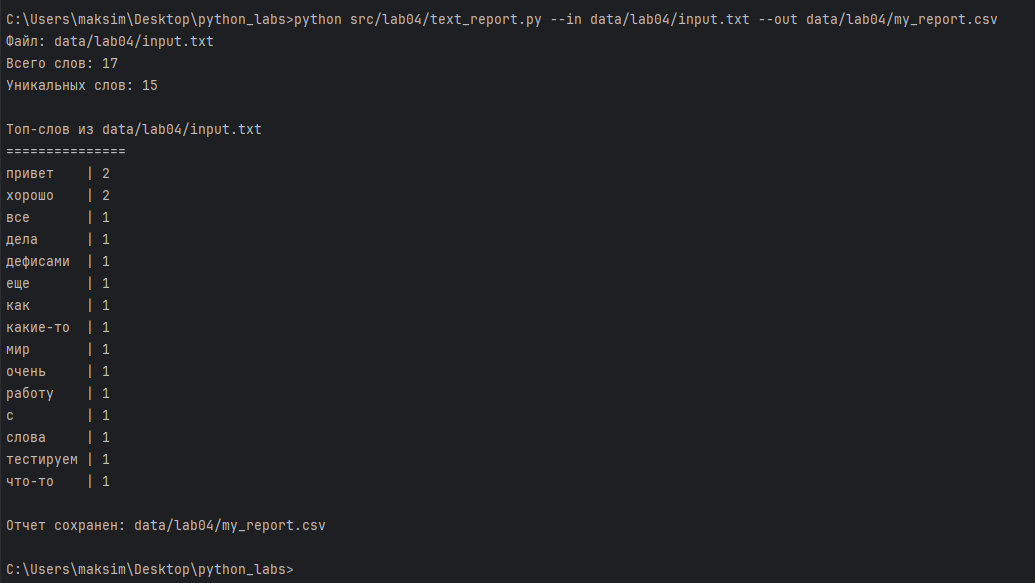 C:\Users\maksim\Desktop\python_labs>python src/lab04/text_report.py --in data/lab04/input.txt --out data/lab04/my_report.csv
Файл: data/lab04/input.txt
Всего слов: 17
Уникальных слов: 15
Топ-слов из data/lab04/input.txt
===============
привет    | 2
хорошо    | 2
все       | 1
дела      | 1
дефисами  | 1
еще       | 1
как       | 1
какие-то  | 1
мир       | 1
очень     | 1
работу    | 1
с         | 1
слова     | 1
тестируем | 1
что-то    | 1
Отчет сохранен: data/lab04/my_report.csv
C:\Users\maksim\Desktop\python_labs>